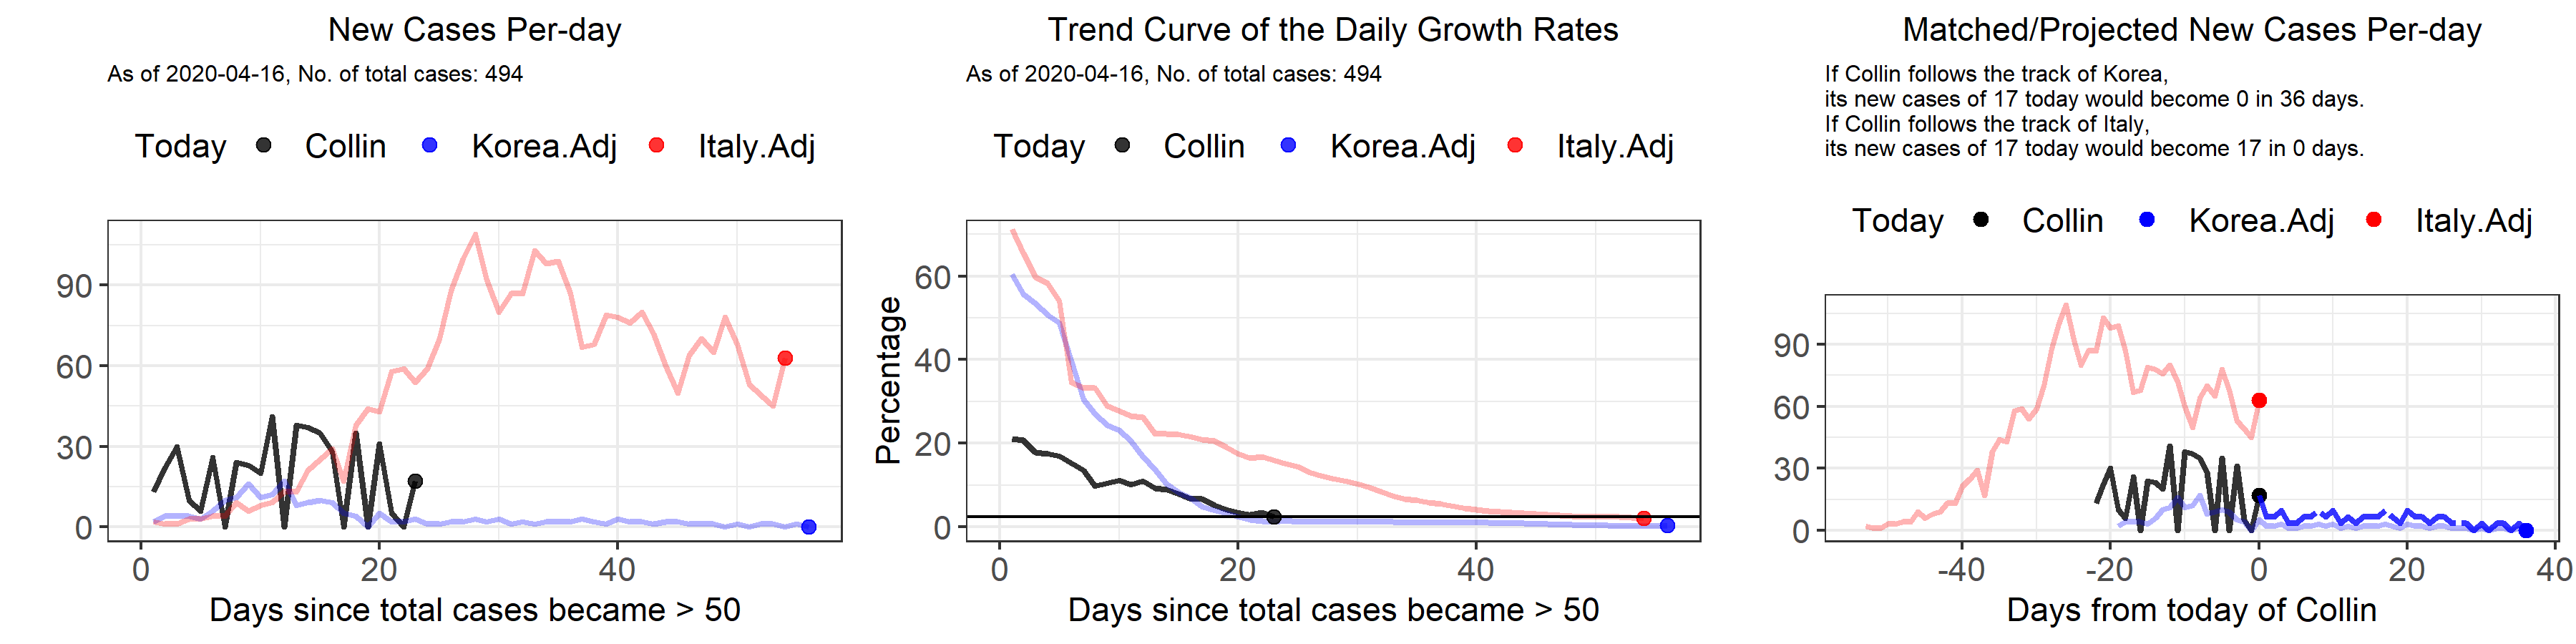 New Cases Per-day
As of 2020-04-16, No. of total cases: 494
Today Collin Korea.Adj Italy.Adj
90
60
30
0
0 20 40
Days since total cases became > 50
Trend Curve of the Daily Growth Rates
As of 2020-04-16, No. of total cases: 494
Today Collin Korea.Adj Italy.Adj
Percentage
60
40
20
0
0 20 40
Days since total cases became > 50
Matched/Projected New Cases Per-day
If Collin follows the track of Korea,
its new cases of 17 today would become 0 in 36 days.
If Collin follows the track of Italy,
its new cases of 17 today would become 17 in 0 days.
Today Collin Korea.Adj Italy.Adj
90
60
30
0
-40 -20 0 20 40
Days from today of Collin